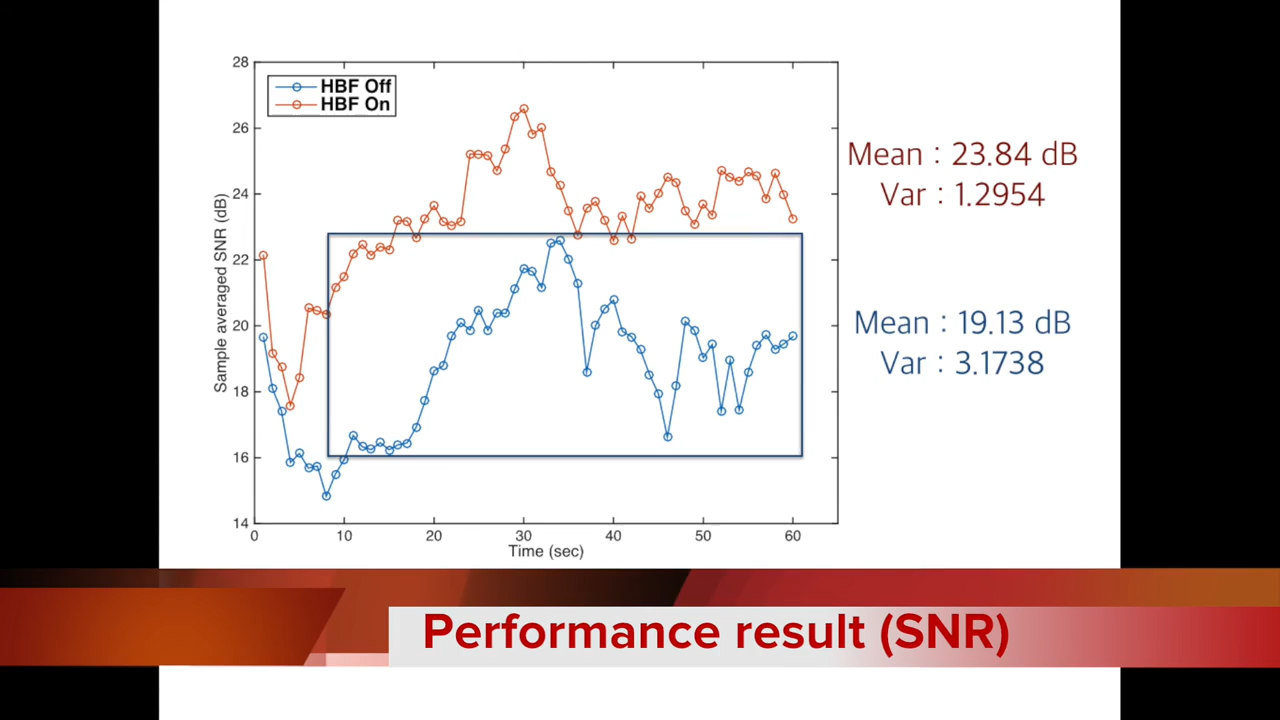 28
26
24
22
20
18
16
14
Sample averaged SNR (dB)
HBF Off
HBF On
0 10 20 30 40 50 60
Time (sec)
Mean : 23.84 dB
Var : 1.2954
Mean : 19.13 dB
Var : 3.1738
Performance result (SNR)